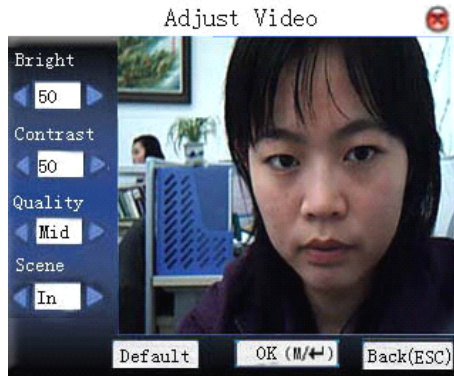 Adjust Video
Bright
50
Contrast
50
Quality
Mid
Scene
In
Default
OK (M/↵)
Back(ESC)